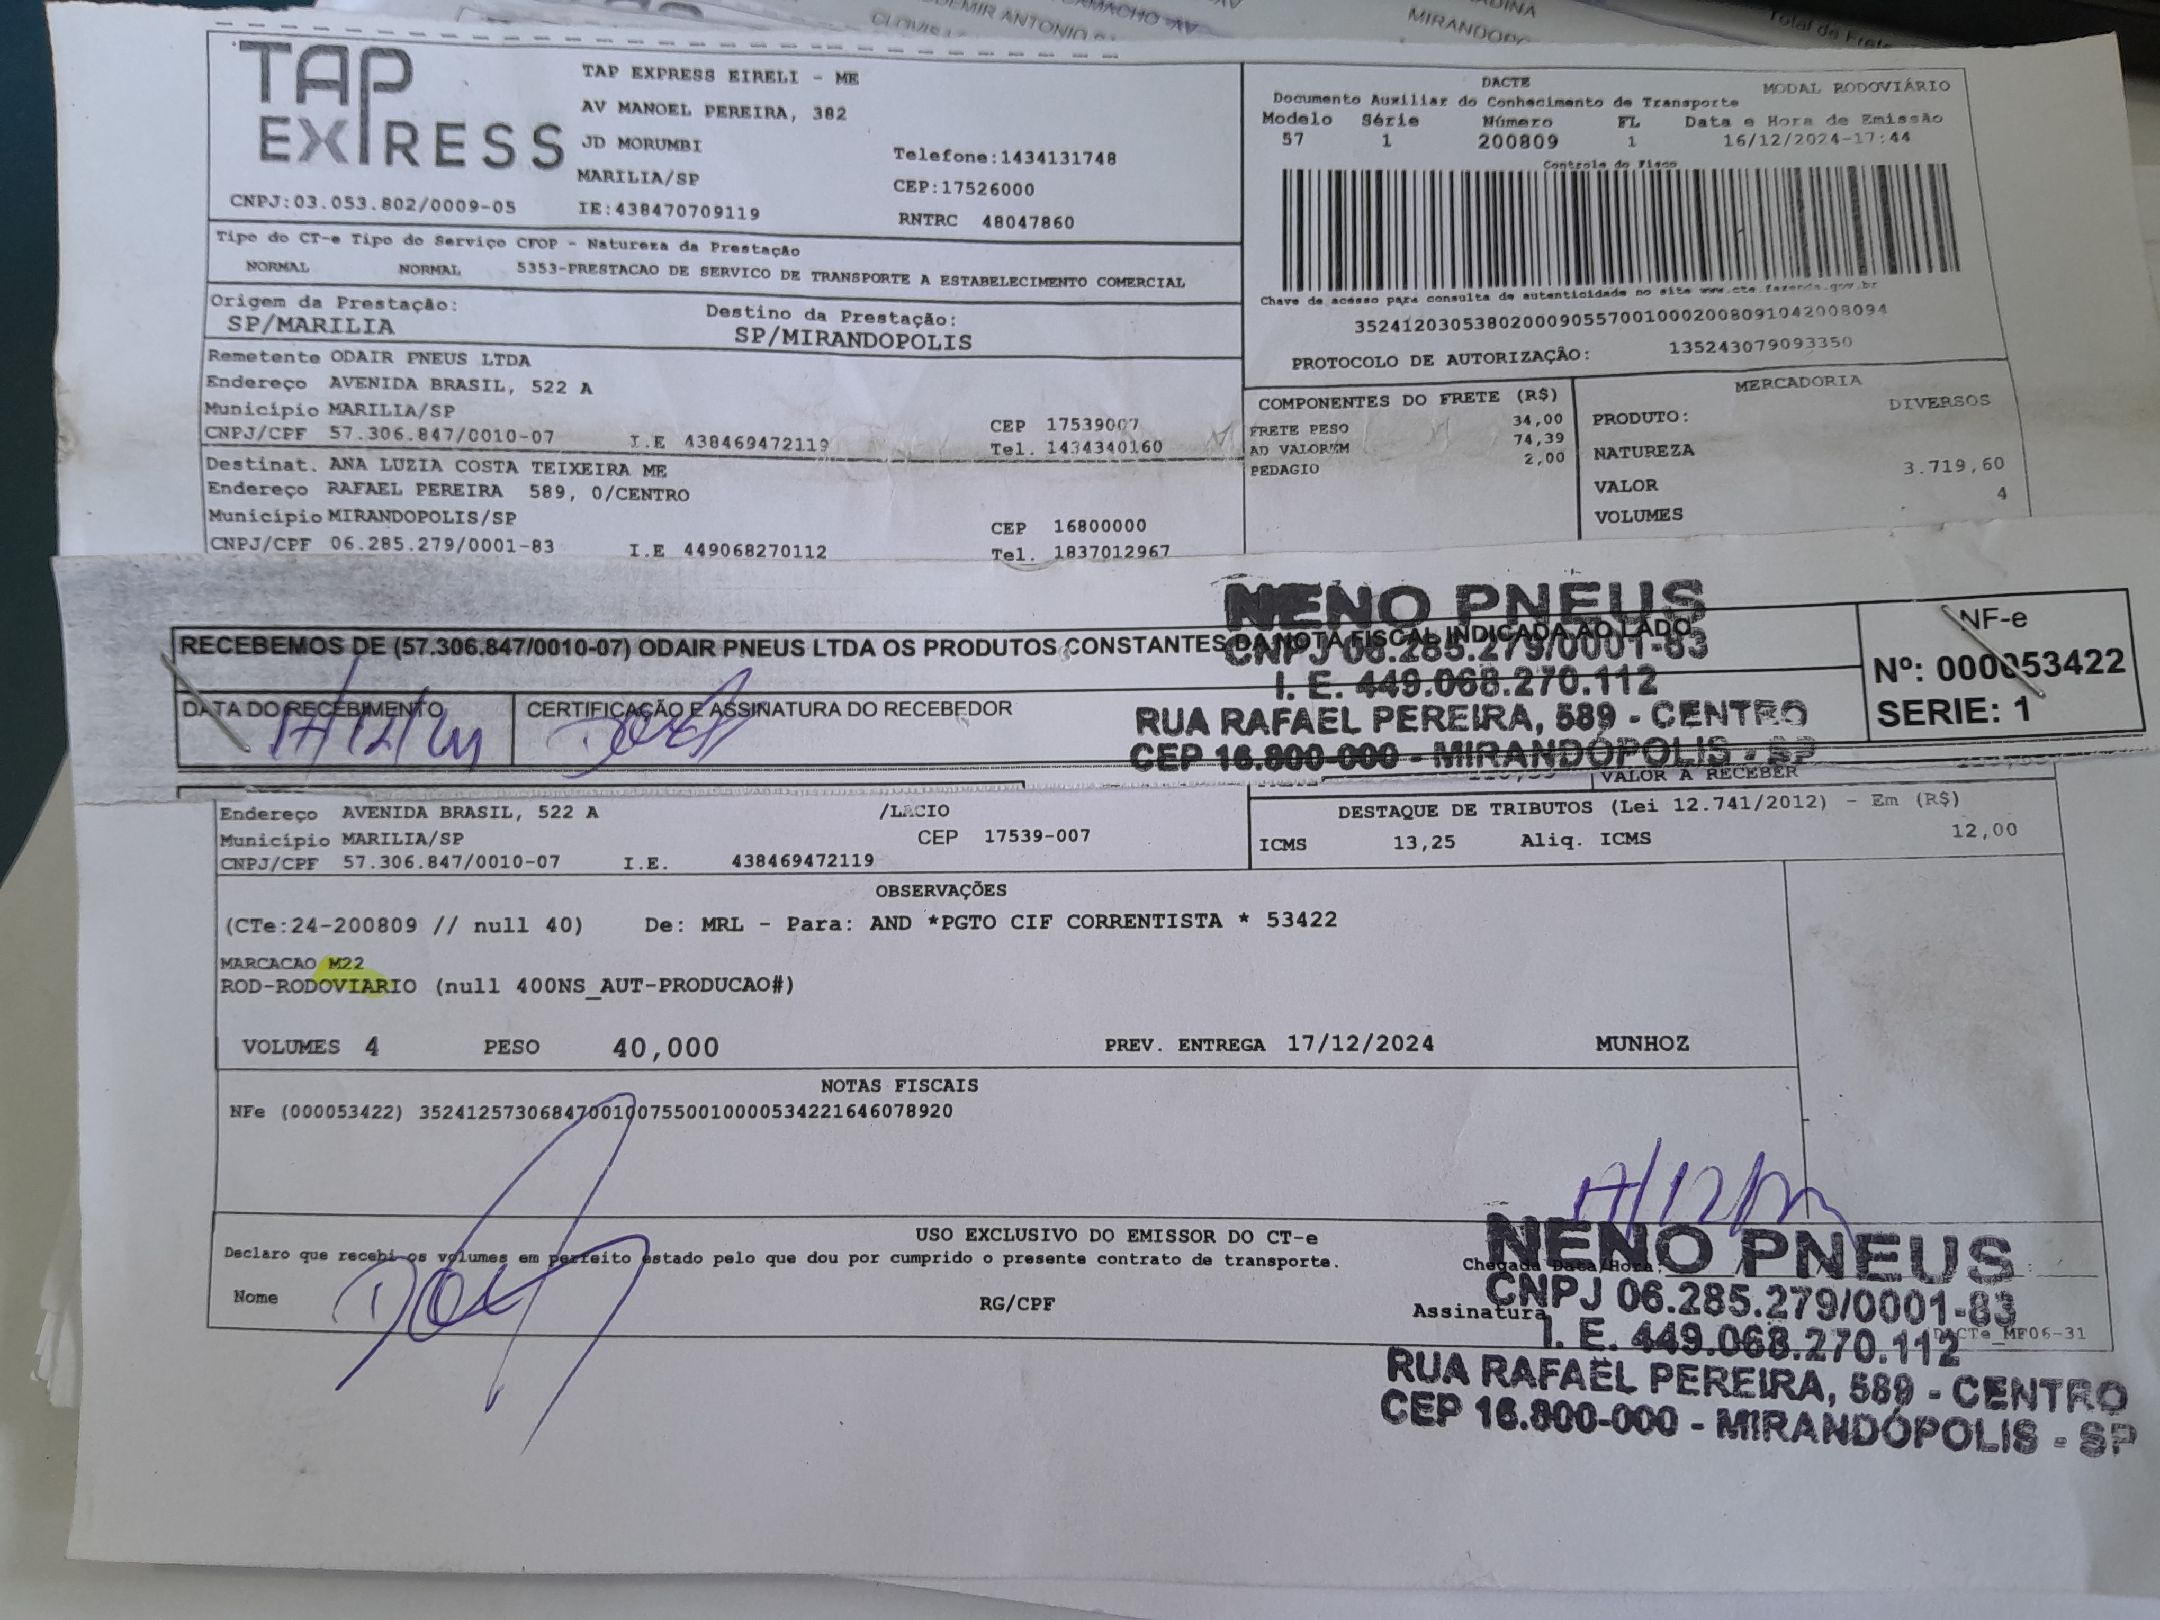 TAP EXPRESS
TAP EXPRESS EIRELI - ME
AV MANOEL PEREIRA, 382
JD MORUMBI
Telefone:1434131748
MARILIA/SP
CEP:17526000
CNPJ:03.053.802/0009-05
IE:438470709119
RNTRC 48047860
DACTE
MODAL RODOVIÁRIO
Documento Auxiliar do Conhecimento de Transporte
Modelo Série Número FL Data e Hora de Emissão
57 1 200809 1 16/12/2024-17:44
Controle do Fisco
Chave de acesso para consulta de autenticidade no site www.cte.fazenda.gov.br
35241203053802000905570010002008091042008094
PROTOCOLO DE AUTORIZAÇÃO: 135243079093350
Tipo do CT-e Tipo do Serviço CFOP - Natureza da Prestação
NORMAL NORMAL 5353-PRESTACAO DE SERVICO DE TRANSPORTE A ESTABELECIMENTO COMERCIAL
Origem da Prestação:
SP/MARILIA
Destino da Prestação:
SP/MIRANDOPOLIS
Remetente ODAIR PNEUS LTDA
Endereço AVENIDA BRASIL, 522 A
Município MARILIA/SP CEP 17539007
CNPJ/CPF 57.306.847/0010-07 I.E 438469472119 Tel. 1434340160
Destinat. ANA LUZIA COSTA TEIXEIRA ME
Endereço RAFAEL PEREIRA 589, 0/CENTRO
Município MIRANDOPOLIS/SP CEP 16800000
CNPJ/CPF 06.285.279/0001-83 I.E 449068270112 Tel. 1837012967
COMPONENTES DO FRETE (R$)
FRETE PESO 34,00
AD VALOREM 74,39
PEDAGIO 2,00
MERCADORIA
PRODUTO: DIVERSOS
NATUREZA
VALOR 3.719,60
VOLUMES 4
RECEBEMOS DE (57.306.847/0010-07) ODAIR PNEUS LTDA OS PRODUTOS CONSTANTES DA NOTA FISCAL INDICADA AO LADO
DATA DO RECEBIMENTO
17/12/24
CERTIFICAÇÃO E ASSINATURA DO RECEBEDOR
NENO PNEUS
CNPJ 06.285.279/0001-83
I. E. 449.068.270.112
RUA RAFAEL PEREIRA, 589 - CENTRO
CEP 16.800-000 - MIRANDÓPOLIS - SP
NF-e
Nº: 000053422
SERIE: 1
VALOR A RECEBER
Endereço AVENIDA BRASIL, 522 A /LACIO
Município MARILIA/SP CEP 17539-007
CNPJ/CPF 57.306.847/0010-07 I.E. 438469472119
DESTAQUE DE TRIBUTOS (Lei 12.741/2012) - Em (R$)
ICMS 13,25 Aliq. ICMS 12,00
OBSERVAÇÕES
(CTe:24-200809 // null 40) De: MRL - Para: AND *PGTO CIF CORRENTISTA * 53422
MARCACAO M22
ROD-RODOVIARIO (null 400NS_AUT-PRODUCAO#)
VOLUMES 4 PESO 40,000 PREV. ENTREGA 17/12/2024 MUNHOZ
NOTAS FISCAIS
NFe (000053422) 35241257306847001007550010000534221646078920
17/12/24
USO EXCLUSIVO DO EMISSOR DO CT-e
Declaro que recebi os volumes em perfeito estado pelo que dou por cumprido o presente contrato de transporte.
Chegada Data/Hora:
Nome
RG/CPF
Assinatura
DACTe_MF06-31
NENO PNEUS
CNPJ 06.285.279/0001-83
I. E. 449.068.270.112
RUA RAFAEL PEREIRA, 589 - CENTRO
CEP 16.800-000 - MIRANDÓPOLIS - SP